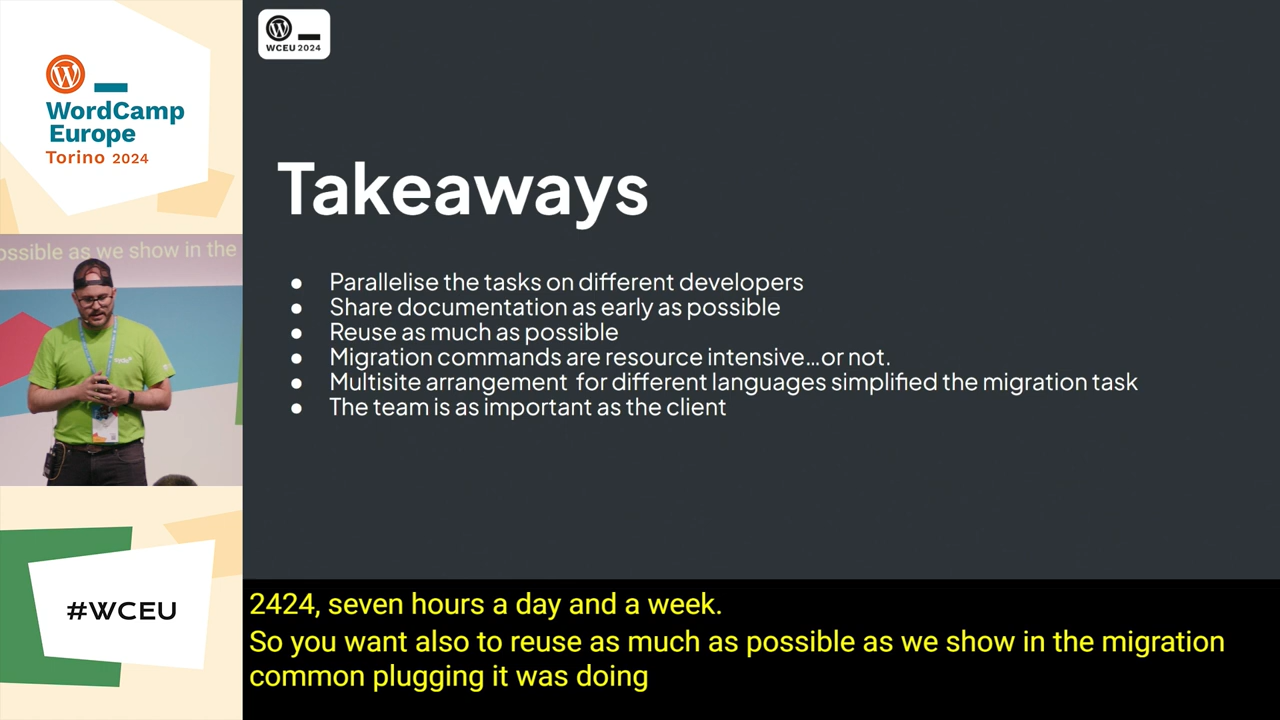 WordCamp
Europe
Torino 2024
ossible as we show in the
#WCEU
WCEU 2024
Takeaways
● Parallelise the tasks on different developers
● Share documentation as early as possible
● Reuse as much as possible
● Migration commands are resource intensive...or not.
● Multisite arrangement for different languages simplified the migration task
● The team is as important as the client
2424, seven hours a day and a week.
So you want also to reuse as much as possible as we show in the migration
common plugging it was doing